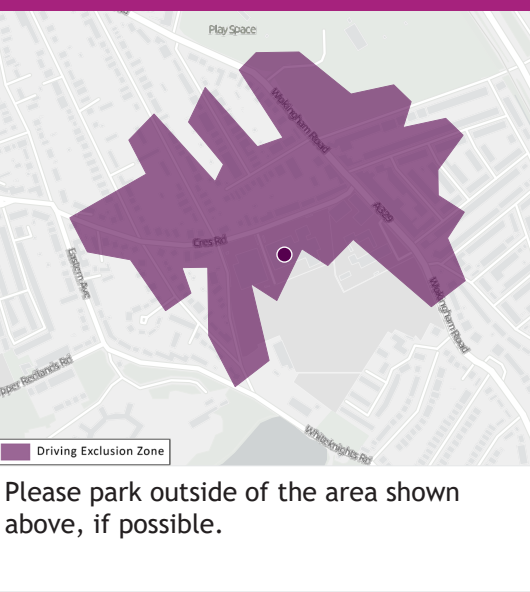 Play Space
Wokingham Road
A329
Cres Rd
Eastern Ave
Wokingham Road
pper Redlands Rd
Whiteknights Rd
Driving Exclusion Zone
Please park outside of the area shown
above, if possible.